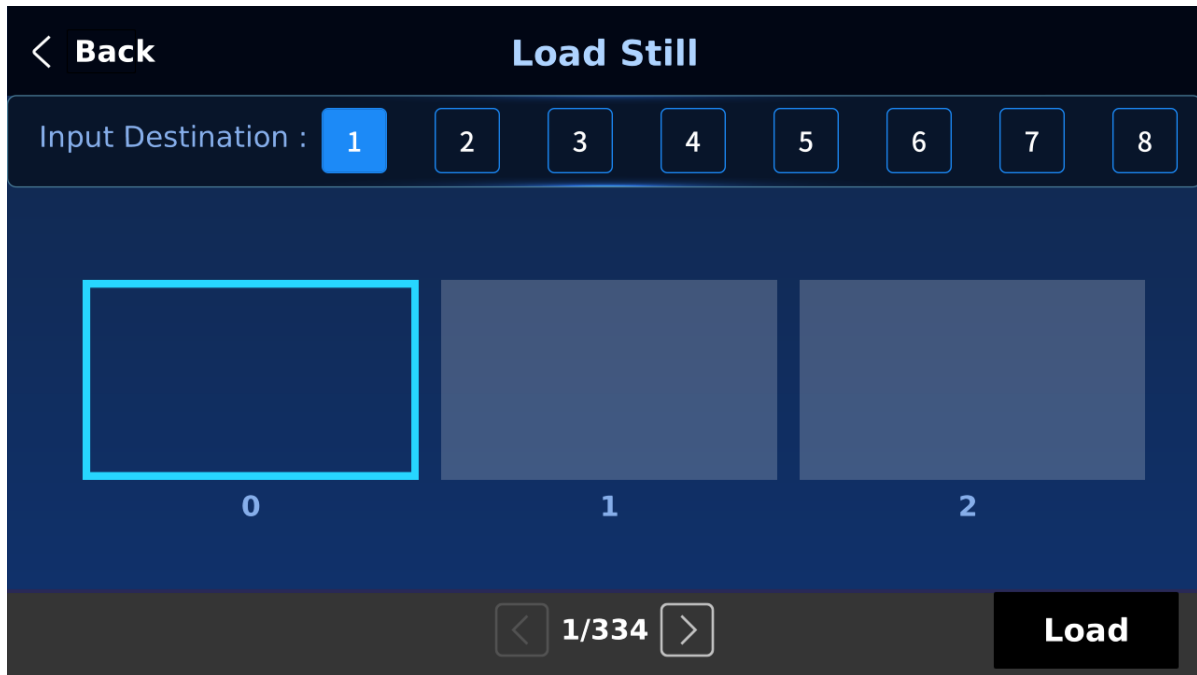 Back
Load Still
Input Destination : 1 2 3 4 5 6 7 8
0 1 2
1/334
Load